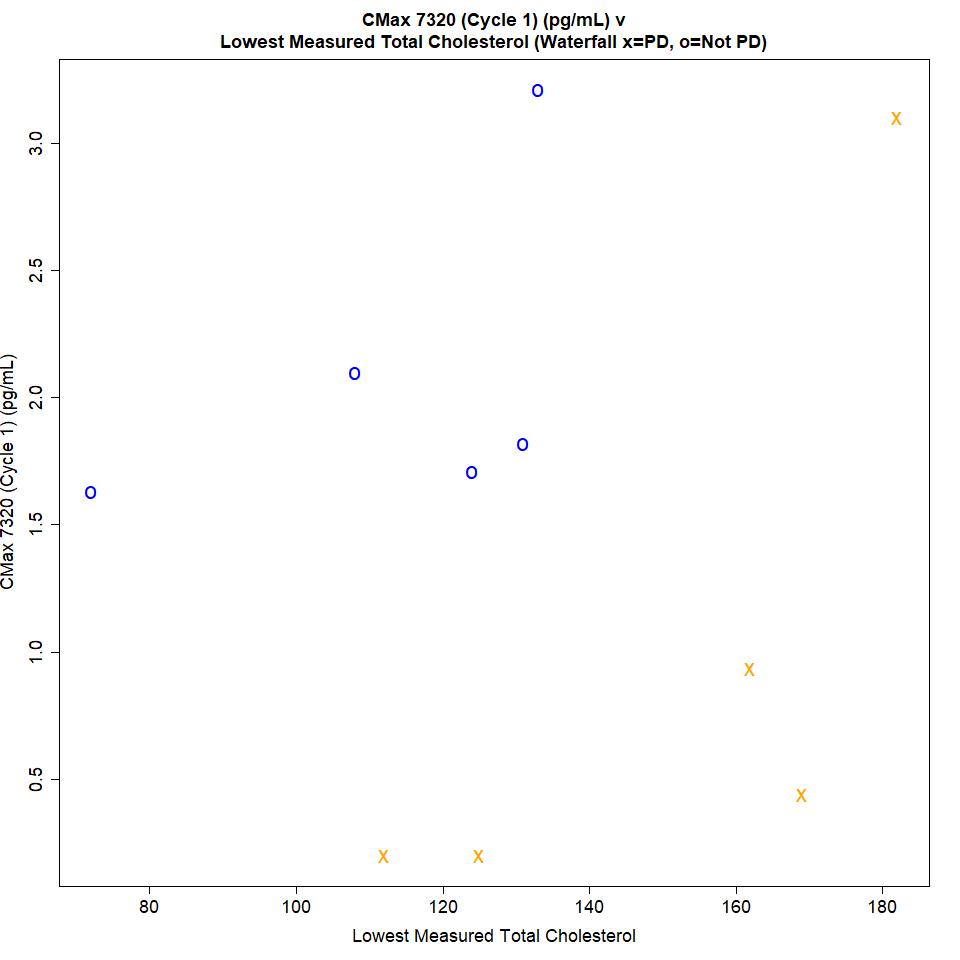 CMax 7320 (Cycle 1) (pg/mL) v
Lowest Measured Total Cholesterol (Waterfall x=PD, o=Not PD)
CMax 7320 (Cycle 1) (pg/mL)
3.0
2.5
2.0
1.5
1.0
0.5
o
x
o
o
o
o
x
x
x
x
80
100
120
140
160
180
Lowest Measured Total Cholesterol